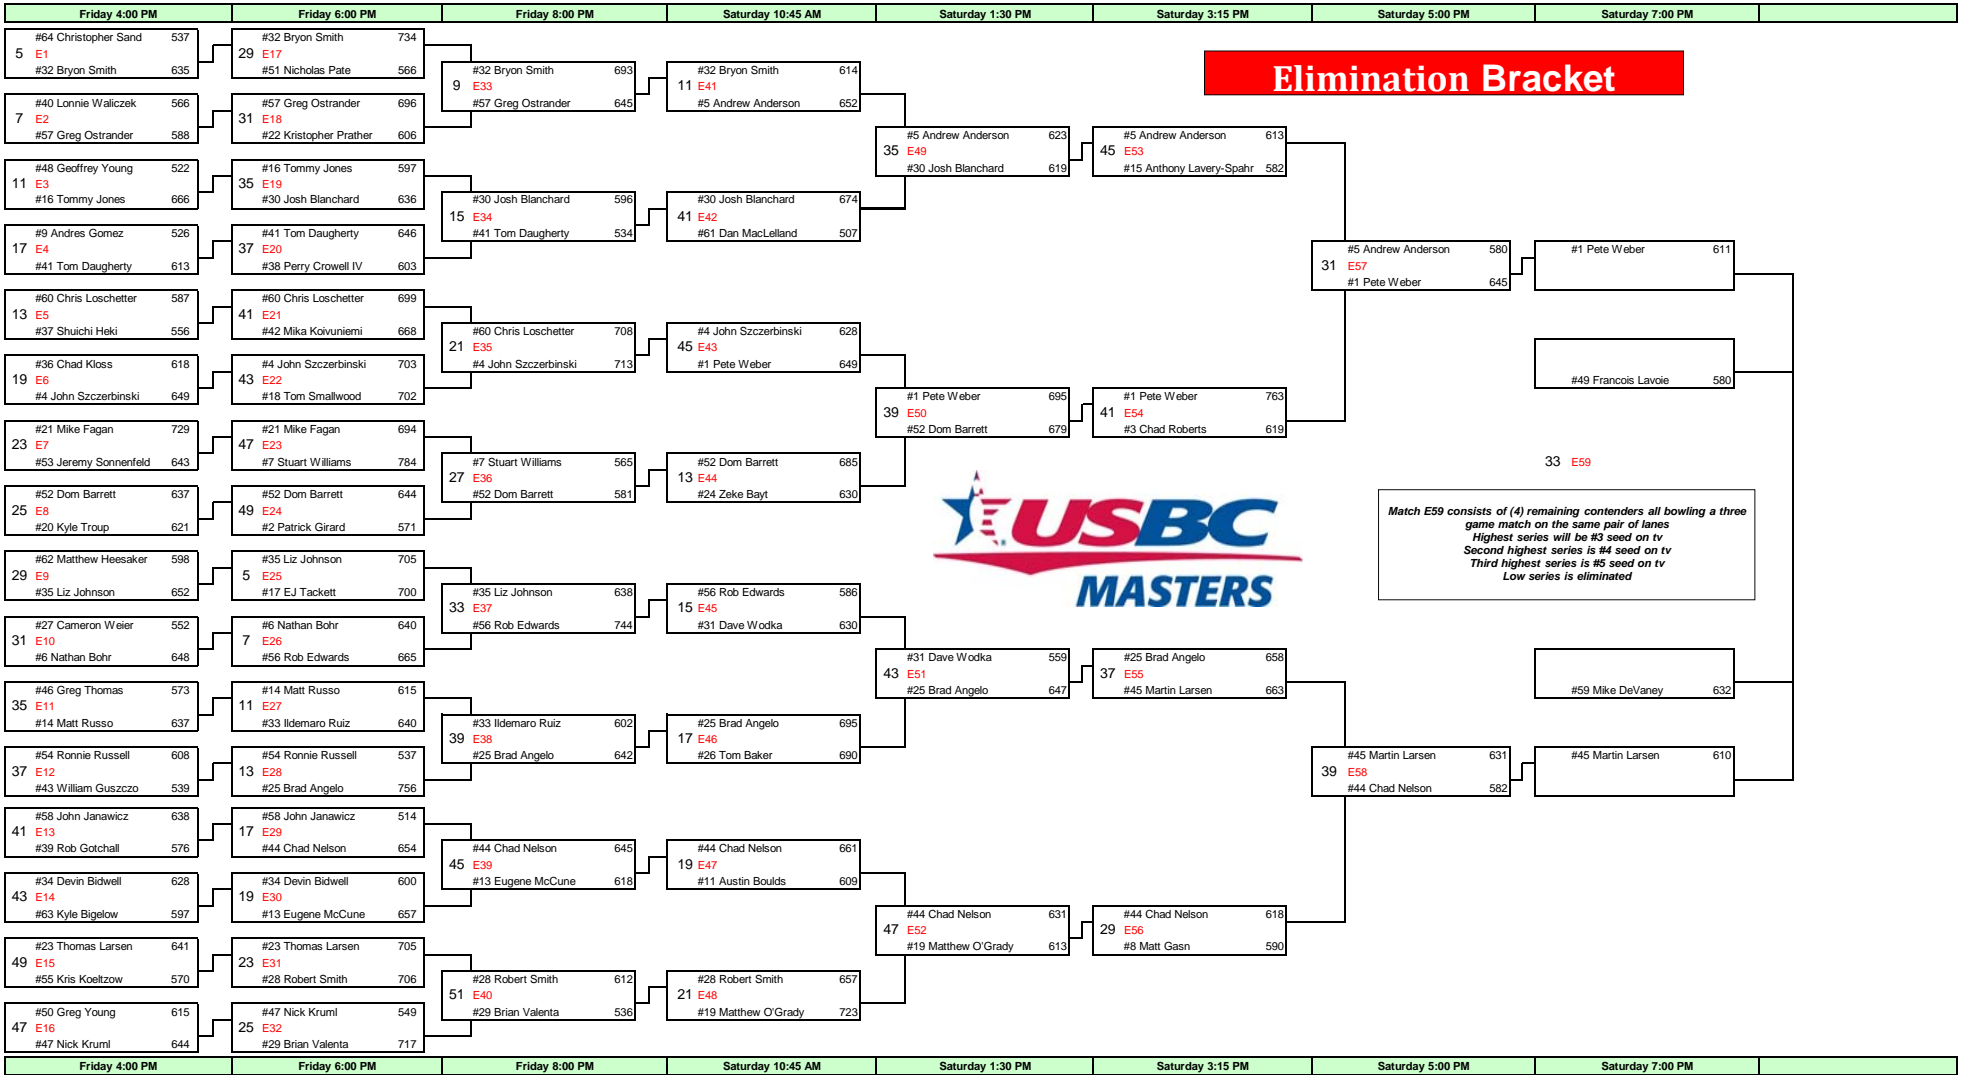 Friday 4:00 PM
Friday 6:00 PM
Friday 8:00 PM
Saturday 10:45 AM
Saturday 1:30 PM
Saturday 3:15 PM
Saturday 5:00 PM
Saturday 7:00 PM
Elimination Bracket
#64 Christopher Sand 537
5 E1
#32 Bryon Smith 635
#40 Lonnie Waliczek 566
7 E2
#57 Greg Ostrander 588
#48 Geoffrey Young 522
11 E3
#16 Tommy Jones 666
#9 Andres Gomez 526
17 E4
#41 Tom Daugherty 613
#60 Chris Loschetter 587
13 E5
#37 Shuichi Heki 556
#36 Chad Kloss 618
19 E6
#4 John Szczerbinski 649
#21 Mike Fagan 729
23 E7
#53 Jeremy Sonnenfeld 643
#52 Dom Barrett 637
25 E8
#20 Kyle Troup 621
#62 Matthew Heesaker 598
29 E9
#35 Liz Johnson 652
#27 Cameron Weier 552
31 E10
#6 Nathan Bohr 648
#46 Greg Thomas 573
35 E11
#14 Matt Russo 637
#54 Ronnie Russell 608
37 E12
#43 William Guszczo 539
#58 John Janawicz 638
41 E13
#39 Rob Gotchall 576
#34 Devin Bidwell 628
43 E14
#63 Kyle Bigelow 597
#23 Thomas Larsen 641
49 E15
#55 Kris Koeltzow 570
#50 Greg Young 615
47 E16
#47 Nick Kruml 644
#32 Bryon Smith 734
29 E17
#51 Nicholas Pate 566
#57 Greg Ostrander 696
31 E18
#22 Kristopher Prather 606
#16 Tommy Jones 597
35 E19
#30 Josh Blanchard 636
#41 Tom Daugherty 646
37 E20
#38 Perry Crowell IV 603
#60 Chris Loschetter 699
41 E21
#42 Mika Koivuniemi 668
#4 John Szczerbinski 703
43 E22
#18 Tom Smallwood 702
#21 Mike Fagan 694
47 E23
#7 Stuart Williams 784
#52 Dom Barrett 644
49 E24
#2 Patrick Girard 571
#35 Liz Johnson 705
5 E25
#17 EJ Tackett 700
#6 Nathan Bohr 640
7 E26
#56 Rob Edwards 665
#14 Matt Russo 615
11 E27
#33 Ildemaro Ruiz 640
#54 Ronnie Russell 537
13 E28
#25 Brad Angelo 756
#58 John Janawicz 514
17 E29
#44 Chad Nelson 654
#34 Devin Bidwell 600
19 E30
#13 Eugene McCune 657
#23 Thomas Larsen 705
23 E31
#28 Robert Smith 706
#47 Nick Kruml 549
25 E32
#29 Brian Valenta 717
#32 Bryon Smith 693
9 E33
#57 Greg Ostrander 645
#30 Josh Blanchard 596
15 E34
#41 Tom Daugherty 534
#60 Chris Loschetter 708
21 E35
#4 John Szczerbinski 713
#7 Stuart Williams 565
27 E36
#52 Dom Barrett 581
#35 Liz Johnson 638
33 E37
#56 Rob Edwards 744
#33 Ildemaro Ruiz 602
39 E38
#25 Brad Angelo 642
#44 Chad Nelson 645
45 E39
#13 Eugene McCune 618
#28 Robert Smith 612
51 E40
#29 Brian Valenta 536
#32 Bryon Smith 614
11 E41
#5 Andrew Anderson 652
#30 Josh Blanchard 674
41 E42
#61 Dan MacLelland 507
#4 John Szczerbinski 628
45 E43
#1 Pete Weber 649
#52 Dom Barrett 685
13 E44
#24 Zeke Bayt 630
#56 Rob Edwards 586
15 E45
#31 Dave Wodka 630
#25 Brad Angelo 695
17 E46
#26 Tom Baker 690
#44 Chad Nelson 661
19 E47
#11 Austin Boulds 609
#28 Robert Smith 657
21 E48
#19 Matthew O'Grady 723
#5 Andrew Anderson 623
35 E49
#30 Josh Blanchard 619
#1 Pete Weber 695
39 E50
#52 Dom Barrett 679
#31 Dave Wodka 559
43 E51
#25 Brad Angelo 647
#44 Chad Nelson 631
47 E52
#19 Matthew O'Grady 613
#5 Andrew Anderson 613
45 E53
#15 Anthony Lavery-Spahr 582
#1 Pete Weber 763
41 E54
#3 Chad Roberts 619
#25 Brad Angelo 658
37 E55
#45 Martin Larsen 663
#44 Chad Nelson 618
29 E56
#8 Matt Gasn 590
#5 Andrew Anderson 580
31 E57
#1 Pete Weber 645
#45 Martin Larsen 631
39 E58
#44 Chad Nelson 582
#1 Pete Weber 611
#49 Francois Lavoie 580
33 E59
#59 Mike DeVaney 632
#45 Martin Larsen 610
USBC
MASTERS
Match E59 consists of (4) remaining contenders all bowling a three
game match on the same pair of lanes
Highest series will be #3 seed on tv
Second highest series is #4 seed on tv
Third highest series is #5 seed on tv
Low series is eliminated
Friday 4:00 PM
Friday 6:00 PM
Friday 8:00 PM
Saturday 10:45 AM
Saturday 1:30 PM
Saturday 3:15 PM
Saturday 5:00 PM
Saturday 7:00 PM